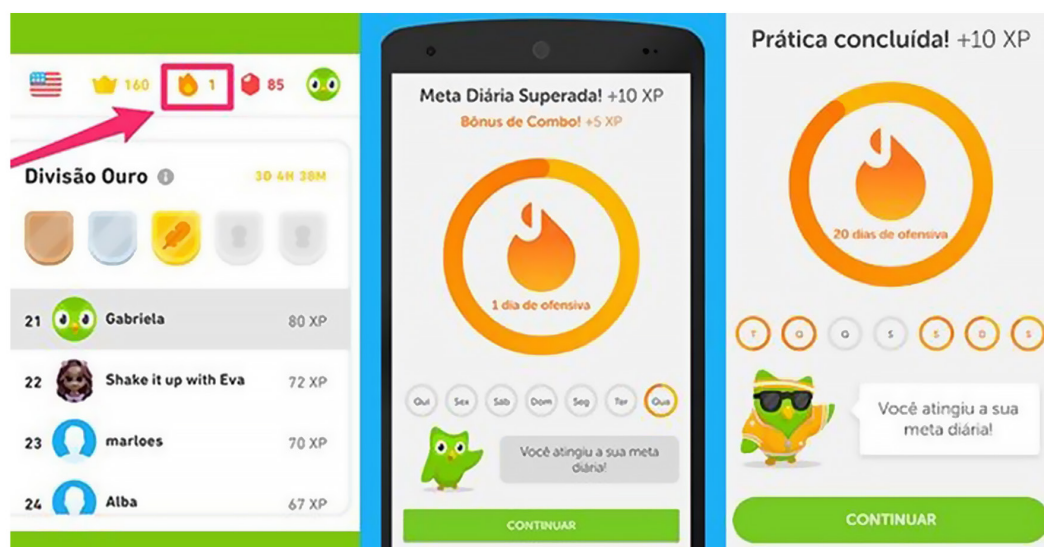 160
1
85
Divisão Ouro
3D 4H 38M
21 Gabriela 80 XP
22 Shake it up with Eva 72 XP
23 marloes 70 XP
24 Alba 67 XP
Meta Diária Superada! +10 XP
Bônus de Combo! +5 XP
1 dia de ofensiva
Qui Sex Sáb Dom Seg Ter Qua
Você atingiu a sua meta
diária!
CONTINUAR
Prática concluída! +10 XP
20 dias de ofensiva
T Q Q S S D S
Você atingiu a sua
meta diária!
CONTINUAR